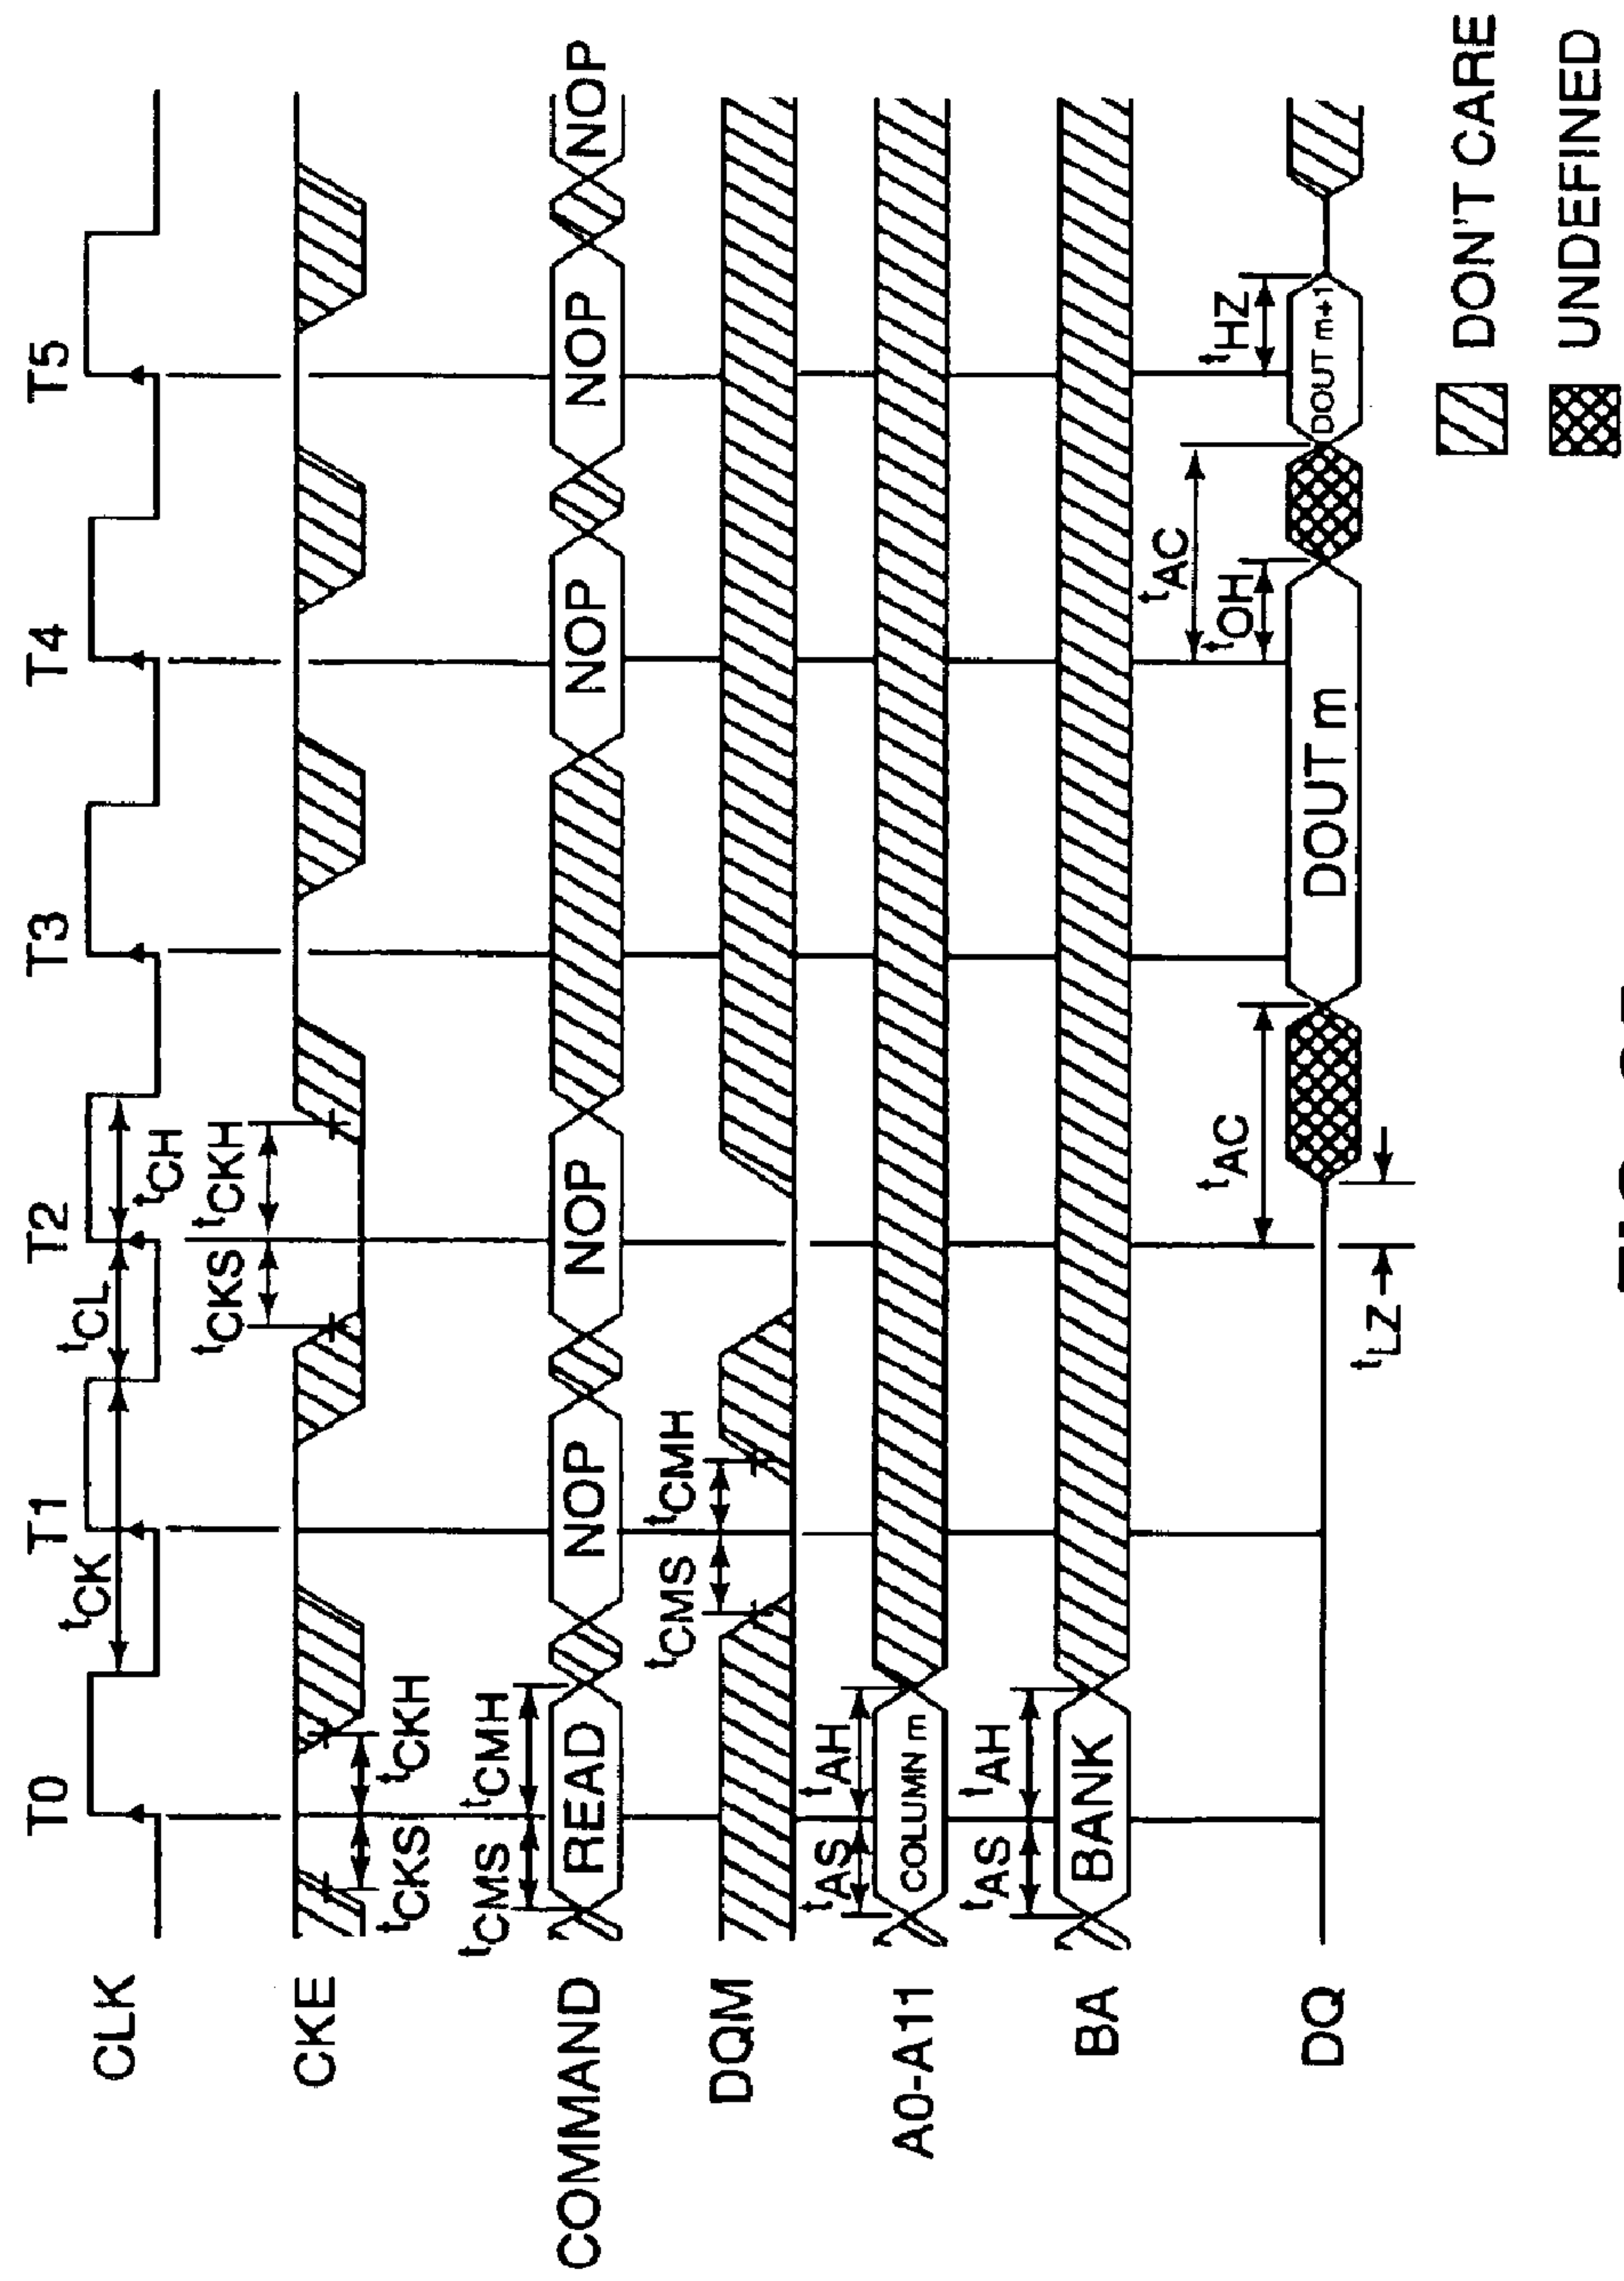 T0 T1 T2 T3 T4 T5
CLK
tCK tCL tCH
CKE
tCKS tCKH tCKS tCKH
tCMS tCMH
COMMAND READ NOP NOP NOP NOP NOP
tCMS tCMH
DQM
tAS tAH
A0-A11 COLUMN m
tAS tAH
BA BANK
tAC tAC tOH tHZ
DQ DOUT m DOUT m+1
tLZ
DON'T CARE
UNDEFINED